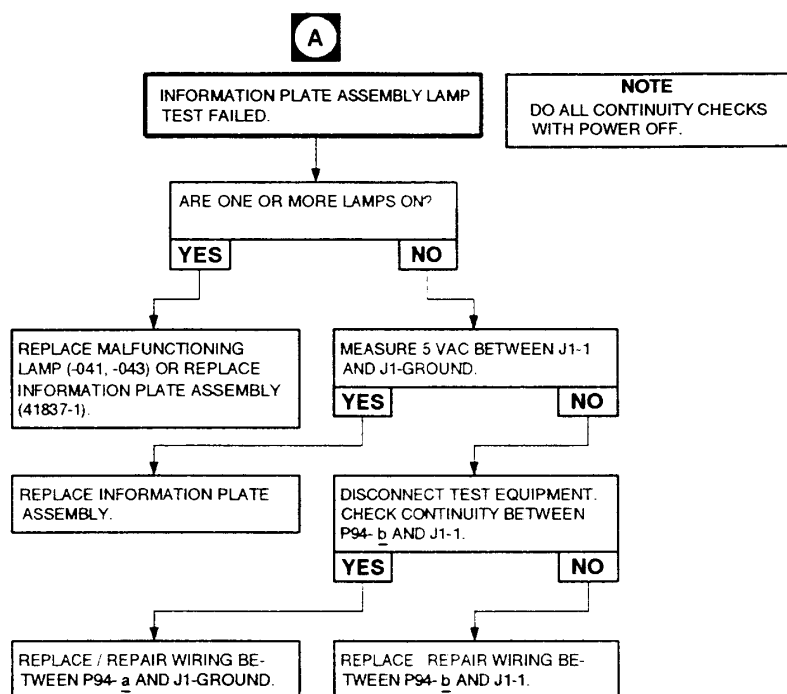 A
INFORMATION PLATE ASSEMBLY LAMP
TEST FAILED.
NOTE
DO ALL CONTINUITY CHECKS
WITH POWER OFF.
ARE ONE OR MORE LAMPS ON?
YES
NO
REPLACE MALFUNCTIONING
LAMP (-041, -043) OR REPLACE
INFORMATION PLATE ASSEMBLY
(41837-1).
MEASURE 5 VAC BETWEEN J1-1
AND J1-GROUND.
YES
NO
REPLACE INFORMATION PLATE
ASSEMBLY.
DISCONNECT TEST EQUIPMENT.
CHECK CONTINUITY BETWEEN
P94- b AND J1-1.
YES
NO
REPLACE / REPAIR WIRING BE-
TWEEN P94- a AND J1-GROUND.
REPLACE REPAIR WIRING BE-
TWEEN P94- b AND J1-1.